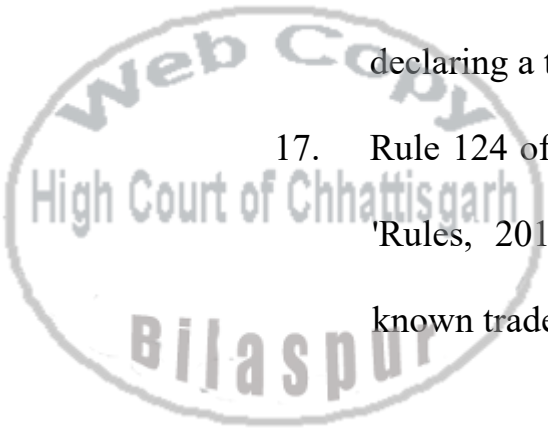 Web Copy
declaring a t
17. Rule 124 of
High Court of Chhattisgarh
'Rules, 201
known trade
Bilaspur